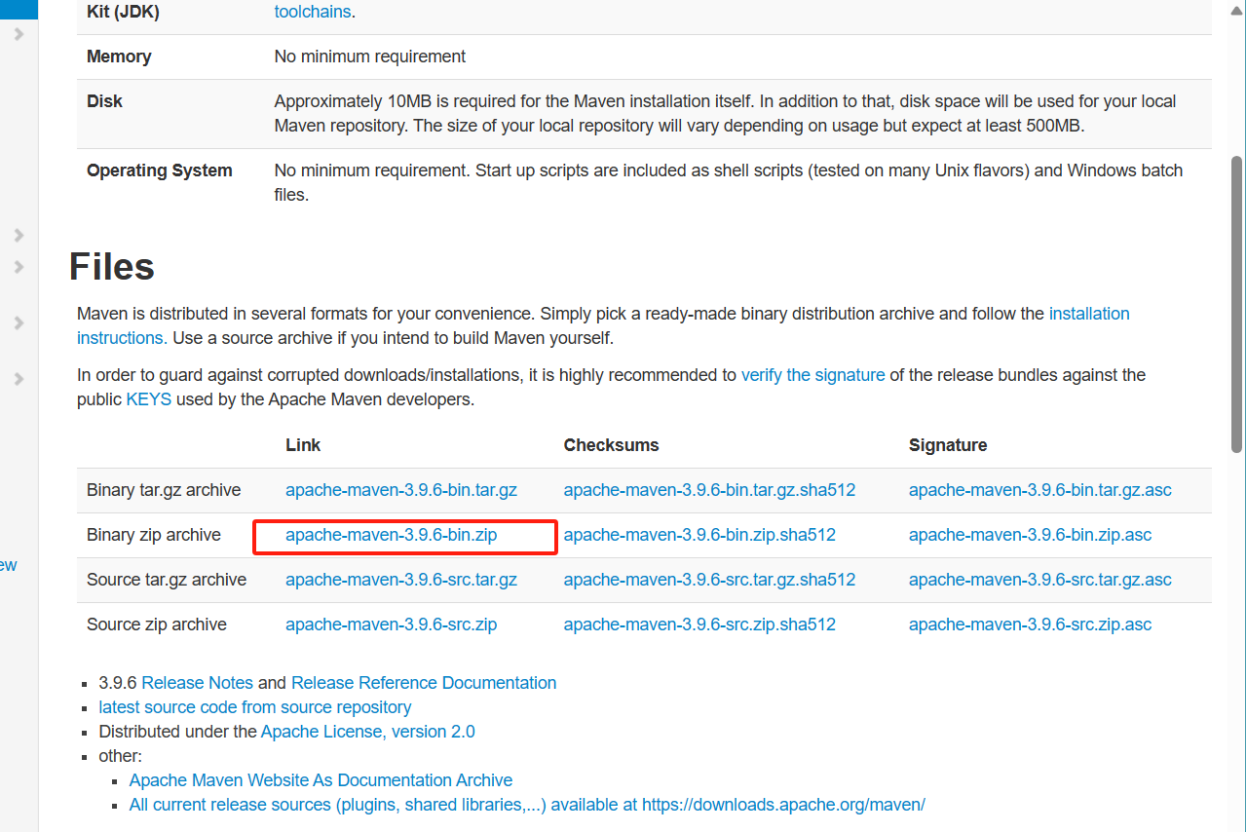 Kit (JDK) toolchains.
Memory No minimum requirement
Disk Approximately 10MB is required for the Maven installation itself. In addition to that, disk space will be used for your local
Maven repository. The size of your local repository will vary depending on usage but expect at least 500MB.
Operating System No minimum requirement. Start up scripts are included as shell scripts (tested on many Unix flavors) and Windows batch
files.
Files
Maven is distributed in several formats for your convenience. Simply pick a ready-made binary distribution archive and follow the installation
instructions. Use a source archive if you intend to build Maven yourself.
In order to guard against corrupted downloads/installations, it is highly recommended to verify the signature of the release bundles against the
public KEYS used by the Apache Maven developers.
Link Checksums Signature
Binary tar.gz archive apache-maven-3.9.6-bin.tar.gz apache-maven-3.9.6-bin.tar.gz.sha512 apache-maven-3.9.6-bin.tar.gz.asc
Binary zip archive apache-maven-3.9.6-bin.zip apache-maven-3.9.6-bin.zip.sha512 apache-maven-3.9.6-bin.zip.asc
ew
Source tar.gz archive apache-maven-3.9.6-src.tar.gz apache-maven-3.9.6-src.tar.gz.sha512 apache-maven-3.9.6-src.tar.gz.asc
Source zip archive apache-maven-3.9.6-src.zip apache-maven-3.9.6-src.zip.sha512 apache-maven-3.9.6-src.zip.asc
3.9.6 Release Notes and Release Reference Documentation
latest source code from source repository
Distributed under the Apache License, version 2.0
other:
Apache Maven Website As Documentation Archive
All current release sources (plugins, shared libraries,...) available at https://downloads.apache.org/maven/